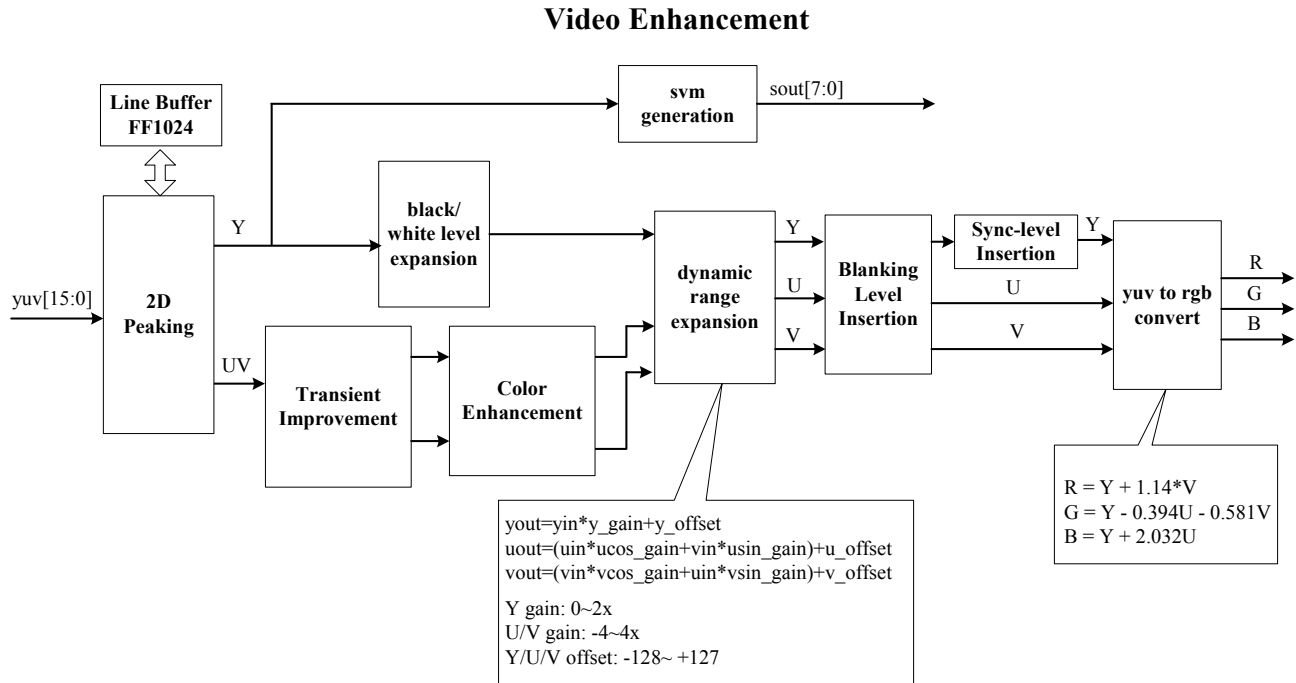 Video Enhancement
Line Buffer
FF1024
svm
generation
sout[7:0]
Y
black/
white level
expansion
yuv[15:0]
2D
Peaking
UV
Transient
Improvement
Color
Enhancement
dynamic
range
expansion
Y
U
V
Blanking
Level
Insertion
Sync-level
Insertion
Y
U
V
yuv to rgb
convert
R
G
B
yout=yin*y_gain+y_offset
uout=(uin*ucos_gain+vin*usin_gain)+u_offset
vout=(vin*vcos_gain+uin*vsin_gain)+v_offset
Y gain: 0~2x
U/V gain: -4~4x
Y/U/V offset: -128~ +127
R = Y + 1.14*V
G = Y - 0.394U - 0.581V
B = Y + 2.032U